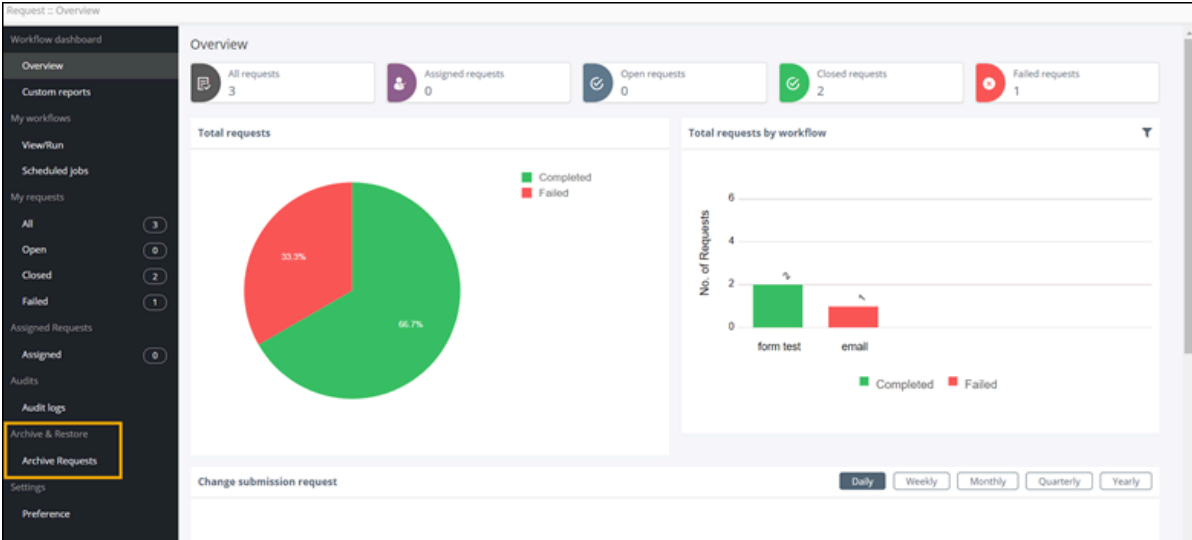 Request :: Overview
Workflow dashboard
Overview
Custom reports
My workflows
View/Run
Scheduled jobs
My requests
All 3
Open 0
Closed 2
Failed 1
Assigned Requests
Assigned 0
Audits
Audit logs
Archive & Restore
Archive Requests
Settings
Preference
Overview
All requests
3
Assigned requests
0
Open requests
0
Closed requests
2
Failed requests
1
Total requests
Completed
Failed
33.3%
66.7%
Total requests by workflow
No. of Requests
6
4
2
0
2
1
form test email
Completed Failed
Change submission request
Daily Weekly Monthly Quarterly Yearly